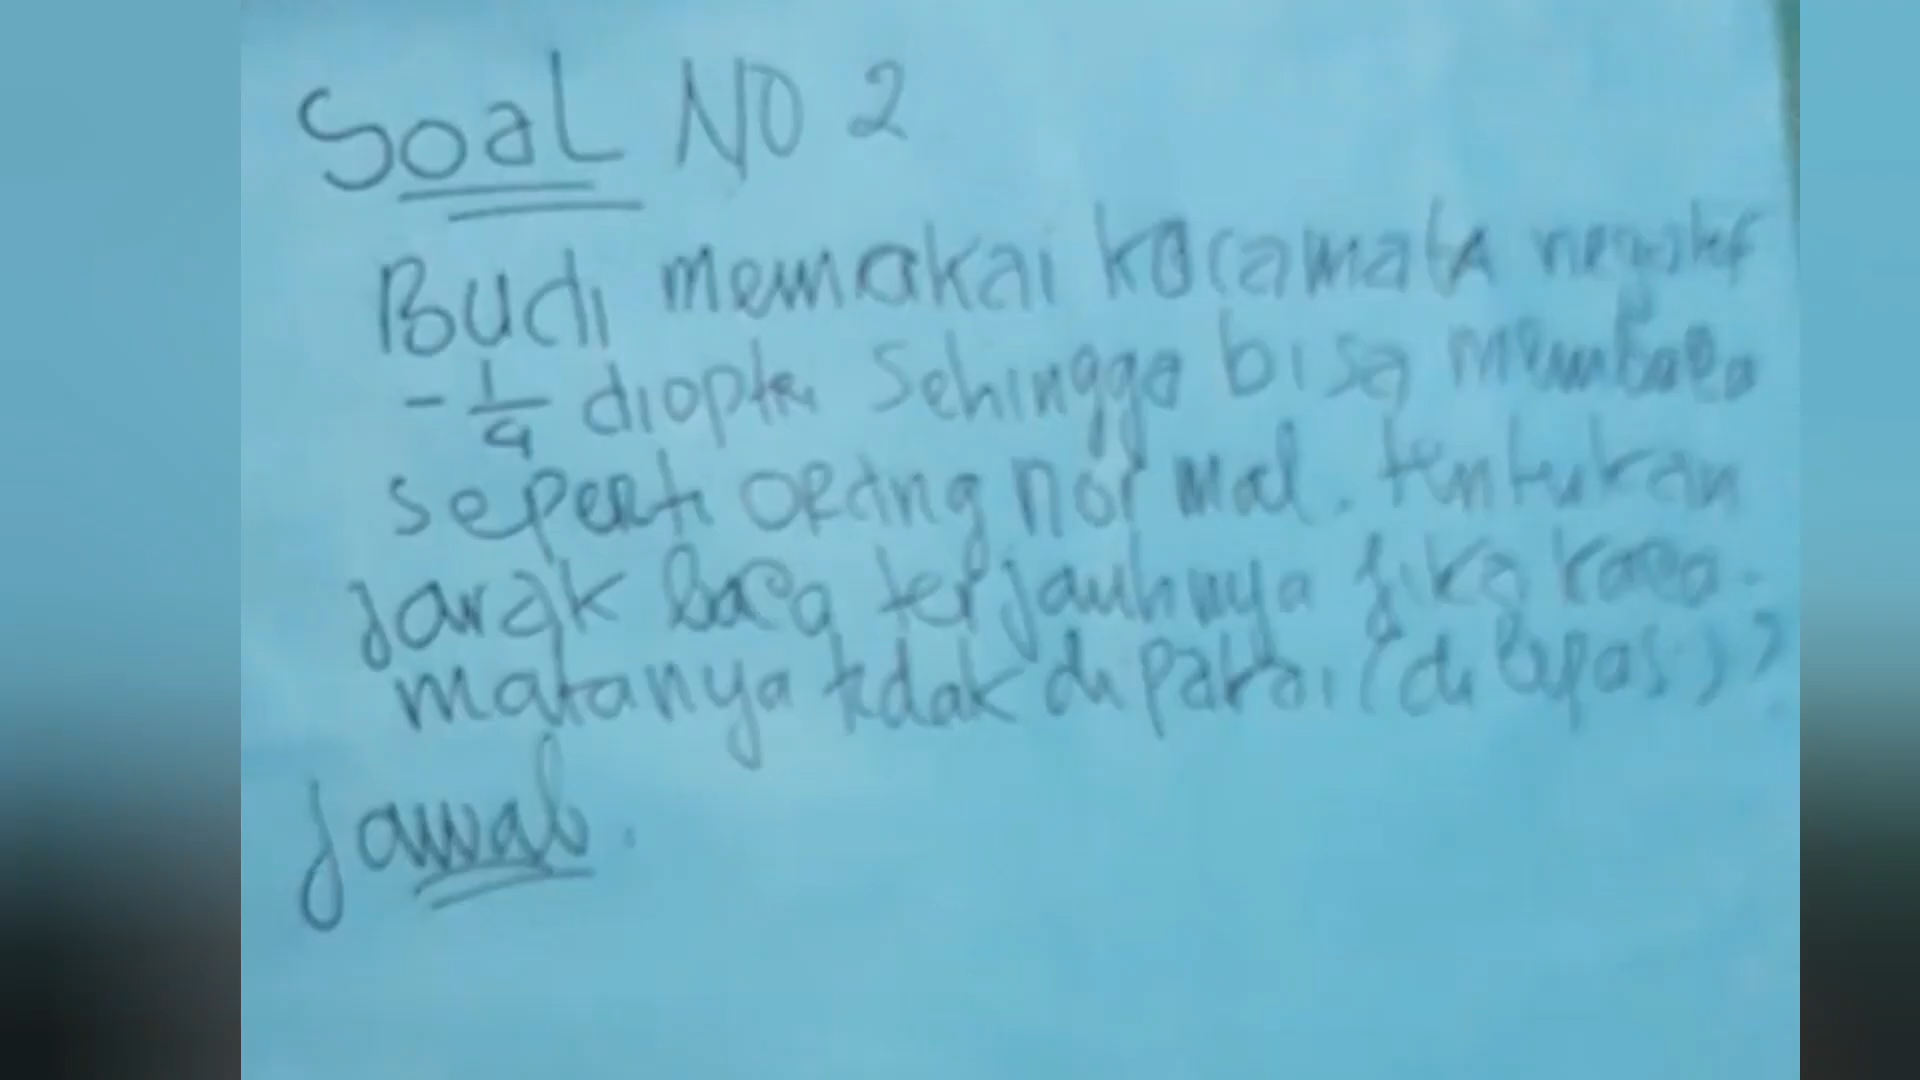 Soal NO 2
Budi memakai kacamata negatif
- 1/4 dioptri sehingga bisa membaca
seperti orang normal. tentukan
jarak baca terjauhnya jika kaca-
matanya tidak di pakai (di lepas)?
Jawab.